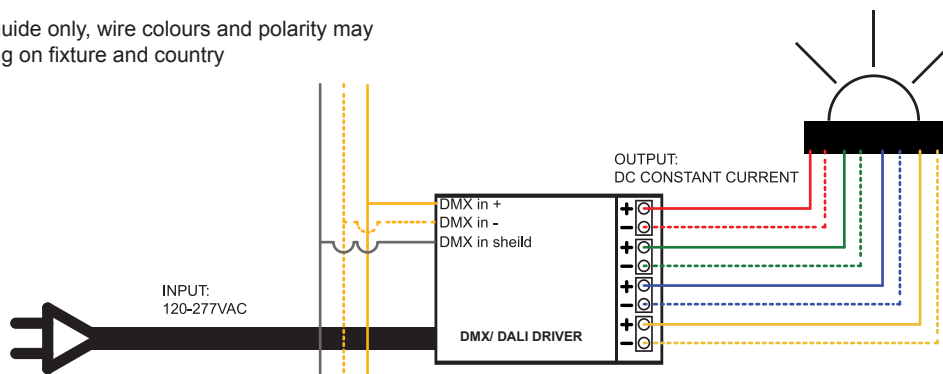 uide only, wire colours and polarity may
g on fixture and country
OUTPUT:
DC CONSTANT CURRENT
DMX in +
DMX in -
DMX in sheild
+
-
+
-
+
-
+
-
INPUT:
120-277VAC
DMX/ DALI DRIVER